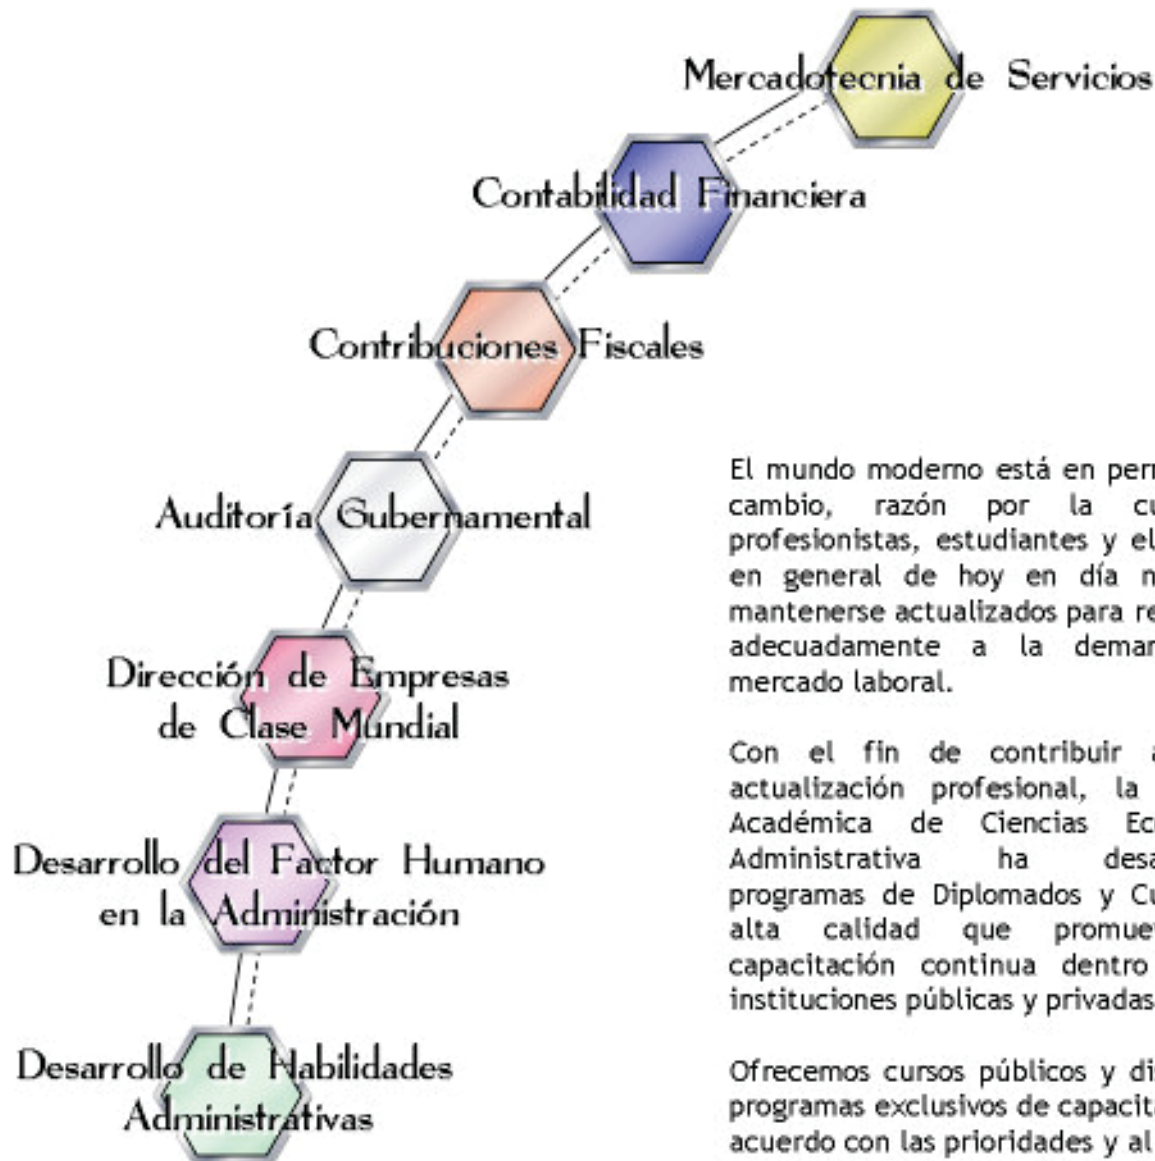 Mercadotecnia de Servicios
Contabilidad Financiera
Contribuciones Fiscales
Auditoría Gubernamental
Dirección de Empresas
de Clase Mundial
Desarrollo del Factor Humano
en la Administración
Desarrollo de Habilidades
Administrativas
El mundo moderno está en
cambio, razón por la
profesionistas, estudiantes y
en general de hoy en día
mantenerse actualizados para
adecuadamente a la
mercado laboral.
Con el fin de contribuir
actualización profesional, la
Académica de Ciencias
Administrativa ha
programas de Diplomados y
alta calidad que
capacitación continua dentro
instituciones públicas y privadas
Ofrecemos cursos públicos y
programas exclusivos de
acuerdo con las prioridades y al